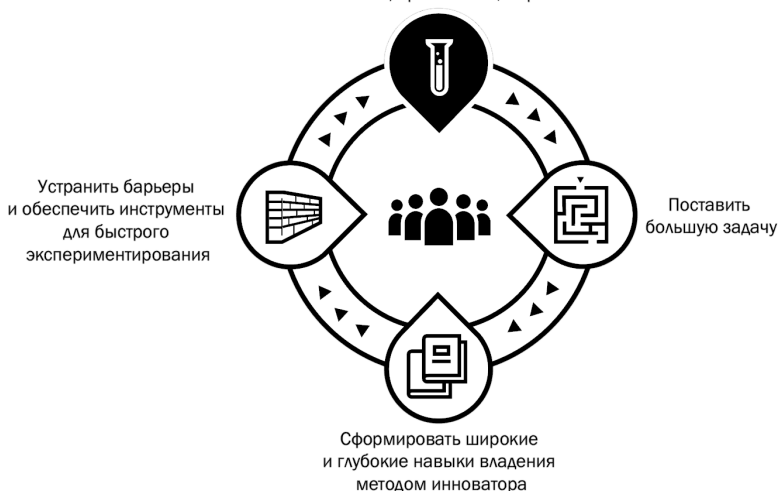 Устранить барьеры
и обеспечить инструменты
для быстрого
экспериментирования
Поставить
большую задачу
Сформировать широкие
и глубокие навыки владения
методом инноватора